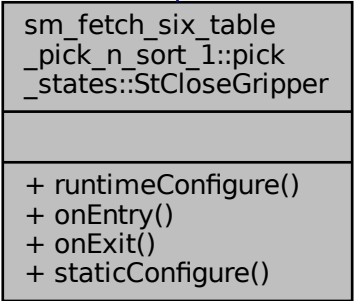 sm_fetch_six_table
_pick_n_sort_1::pick
_states::StCloseGripper
+ runtimeConfigure()
+ onEntry()
+ onExit()
+ staticConfigure()